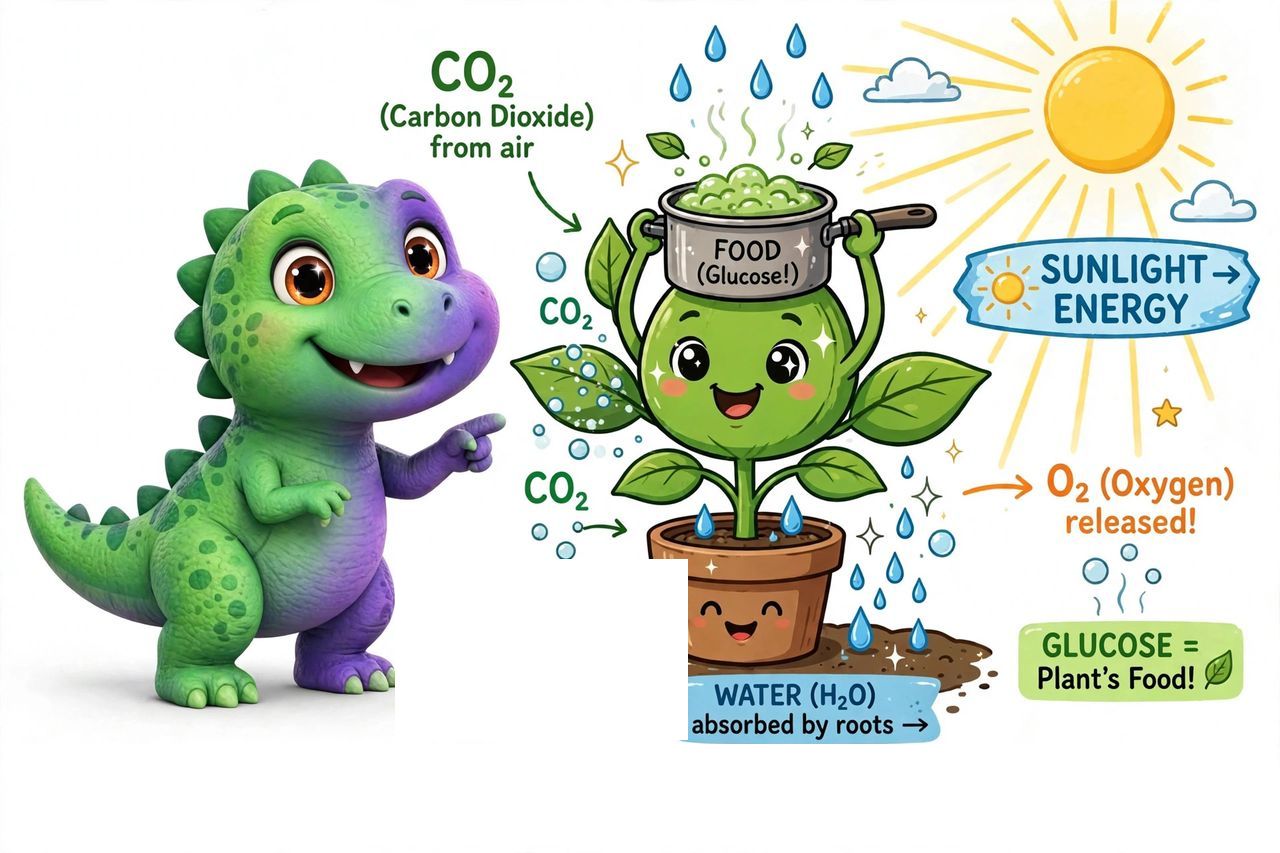 CO₂
(Carbon Dioxide)
from air
FOOD
(Glucose!)
SUNLIGHT →
ENERGY
CO₂
CO₂
→ O₂ (Oxygen)
released!
GLUCOSE =
Plant's Food!
WATER (H₂O)
absorbed by roots →